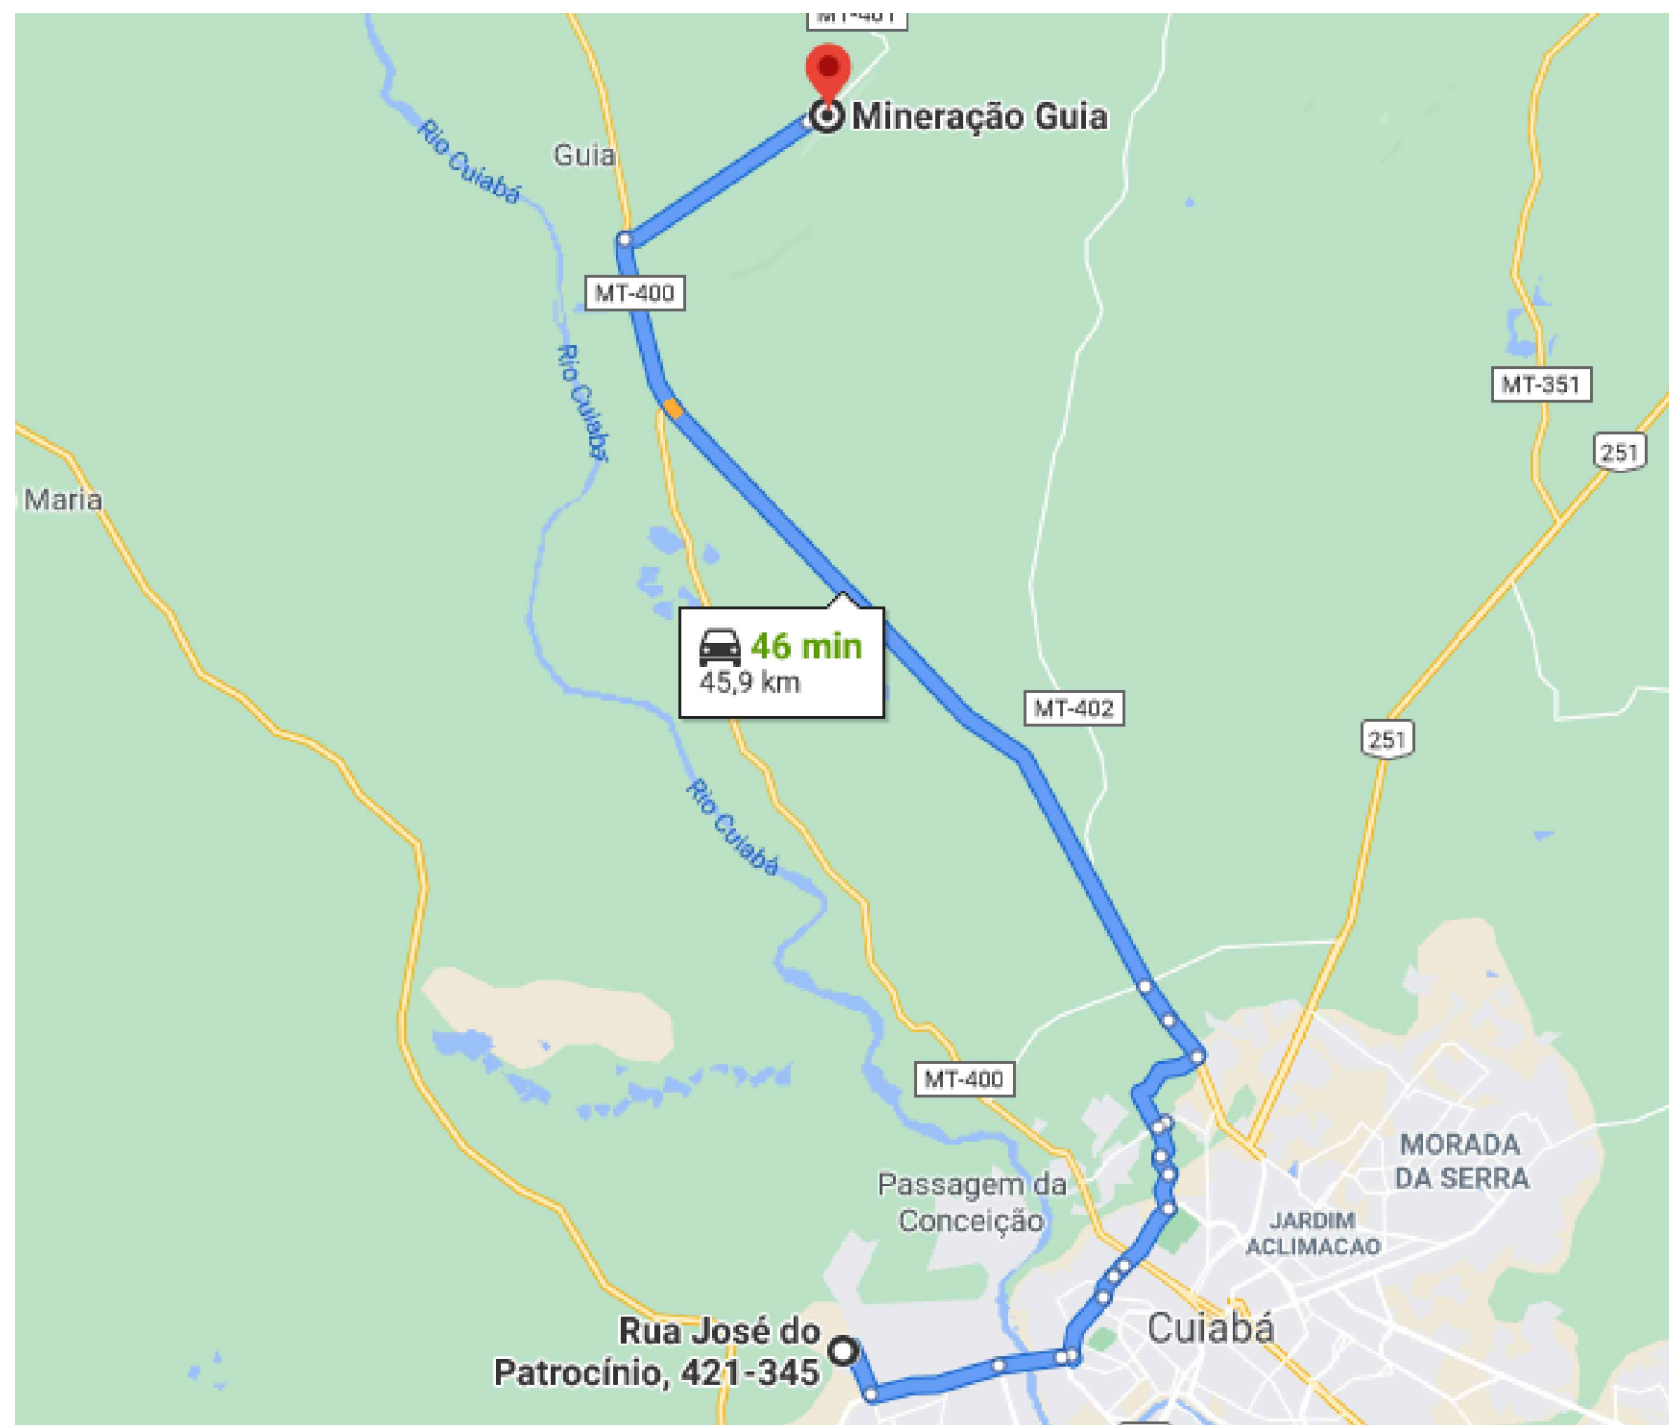 MT-401
Mineração Guia
Guia
Rio Cuiabá
MT-400
Rio Cuiabá
MT-351
251
Maria
46 min
45,9 km
MT-402
251
Rio Cuiabá
MT-400
MORADA
DA SERRA
Passagem da
Conceição
JARDIM
ACLIMACAO
Cuiabá
Rua José do
Patrocínio, 421-345